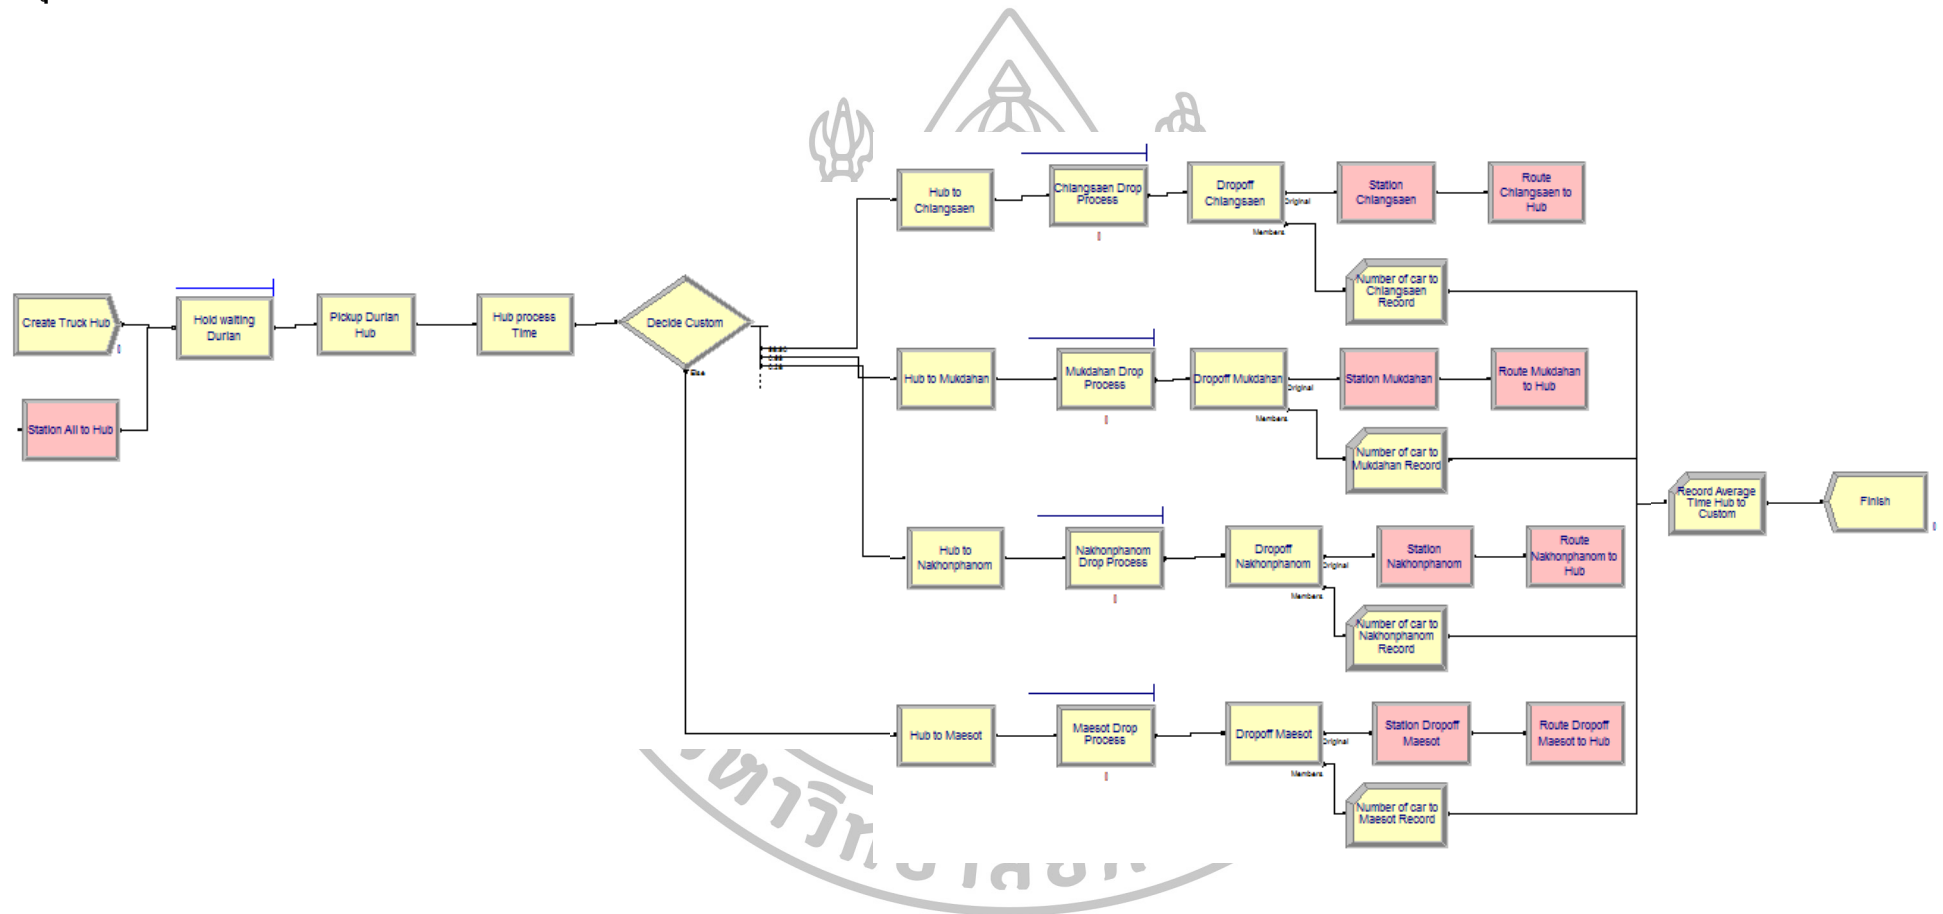 Create Truck Hub
Station All to Hub
Hold waiting
Durian
Pickup Durian
Hub
Hub process
Time
Decide Custom
Else
Hub to
Chiangsaen
Chiangsaen Drop
Process
Dropoff
Chiangsaen
Original
Members
Station
Chiangsaen
Route
Chiangsaen to
Hub
Number of car to
Chiangsaen
Record
Hub to Mukdahan
Mukdahan Drop
Process
Dropoff Mukdahan
Original
Members
Station Mukdahan
Route Mukdahan
to Hub
Number of car to
Mukdahan Record
Hub to
Nakhonphanom
Nakhonphanom
Drop Process
Dropoff
Nakhonphanom
Original
Members
Station
Nakhonphanom
Route
Nakhonphanom to
Hub
Number of car to
Nakhonphanom
Record
Hub to Maesot
Maesot Drop
Process
Dropoff Maesot
Original
Members
Station Dropoff
Maesot
Route Dropoff
Maesot to Hub
Number of car to
Maesot Record
Record Average
Time Hub to
Custom
Finish